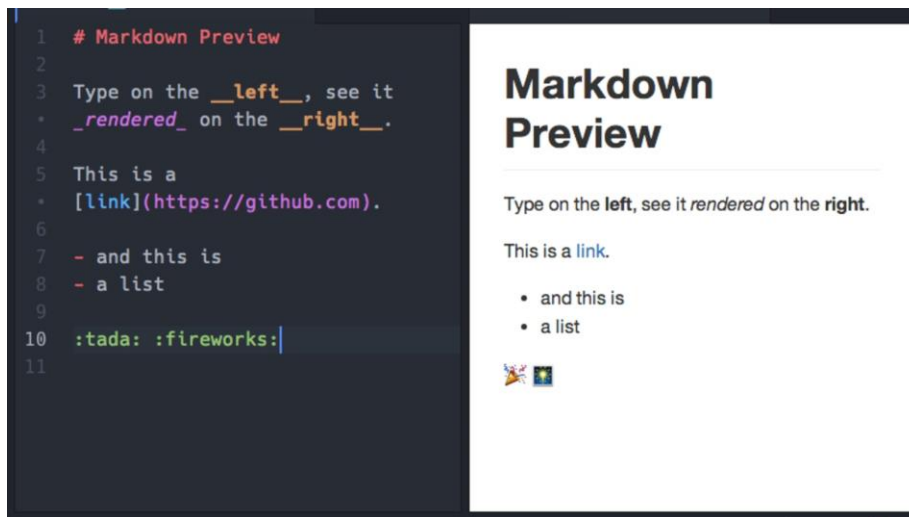 1 # Markdown Preview
2
3 Type on the __left__, see it
• _rendered_ on the __right__.
4
5 This is a
• [link](https://github.com).
6
7 - and this is
8 - a list
9
10 :tada: :fireworks:
11
Markdown
Preview
Type on the left, see it rendered on the right.
This is a link.
• and this is
• a list
🎉 🎆